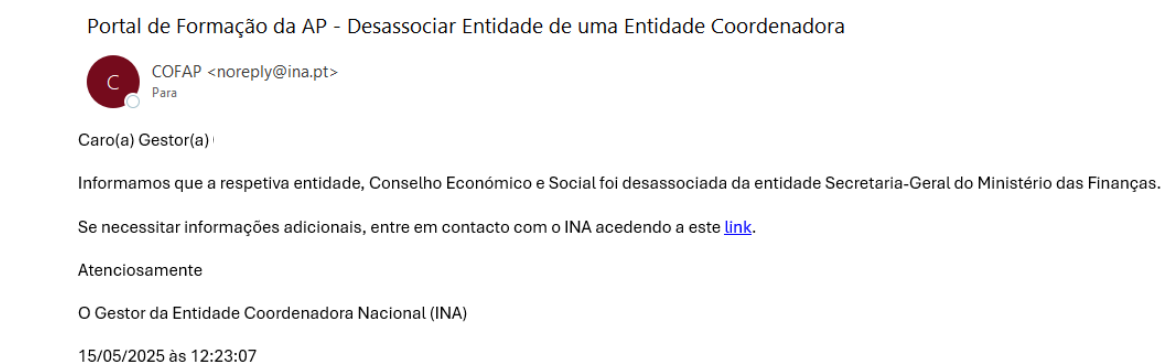 Portal de Formação da AP - Desassociar Entidade de uma Entidade Coordenadora
C
COFAP <noreply@ina.pt>
Para
Caro(a) Gestor(a)
Informamos que a respetiva entidade, Conselho Económico e Social foi desassociada da entidade Secretaria-Geral do Ministério das Finanças.
Se necessitar informações adicionais, entre em contacto com o INA acedendo a este link.
Atenciosamente
O Gestor da Entidade Coordenadora Nacional (INA)
15/05/2025 às 12:23:07